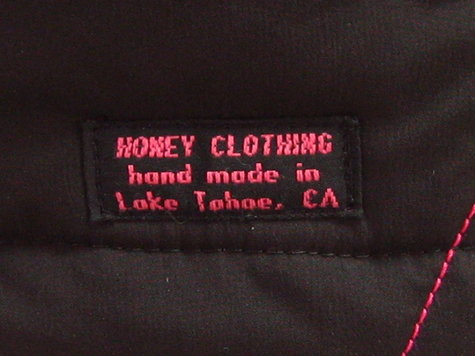 HONEY CLOTHING
hand made in
Lake Tahoe, CA